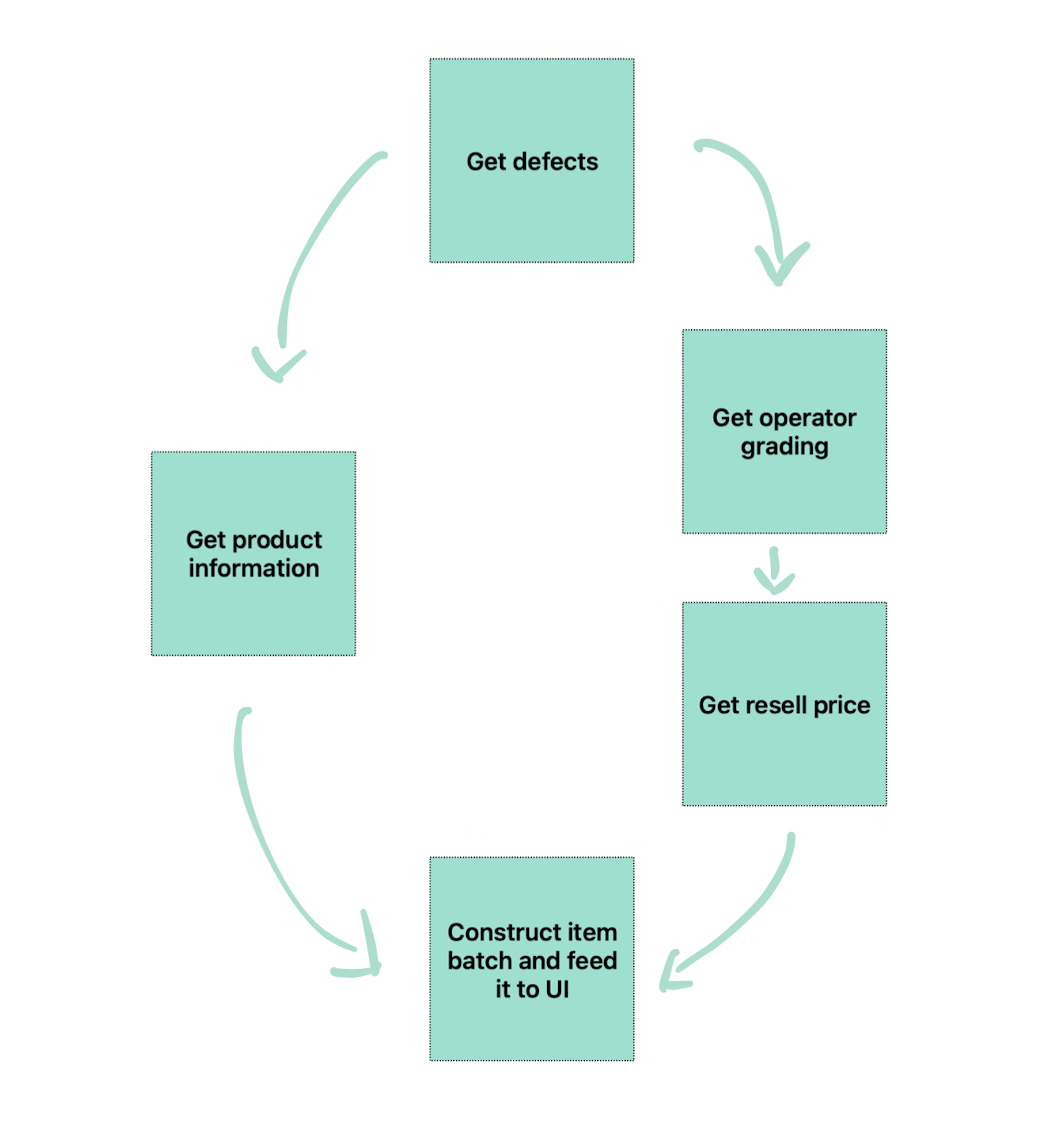 Get defects
Get operator
grading
Get product
information
Get resell price
Construct item
batch and feed
it to UI